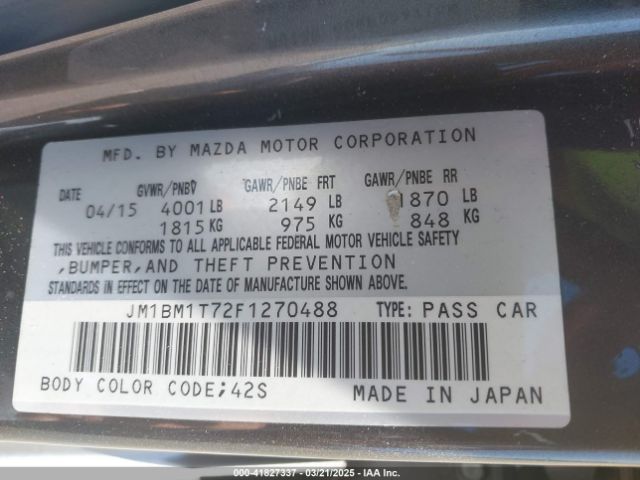 MFD. BY MAZDA MOTOR CORPORATION
DATE GVWR/PNBV GAWR/PNBE FRT GAWR/PNBE RR
04/15 4001 LB 2149 LB 1870 LB
1815 KG 975 KG 848 KG
THIS VEHICLE CONFORMS TO ALL APPLICABLE FEDERAL MOTOR VEHICLE SAFETY
,BUMPER,AND THEFT PREVENTION
STANDARDS IN EFFECT ON THE DATE OF MANUFACTURE SHOWN ABOVE.
JM1BM1T72F1270488 TYPE: PASS CAR
BODY COLOR CODE;42S MADE IN JAPAN
000-41827337 / 03/21/2025 - IAAI.COM